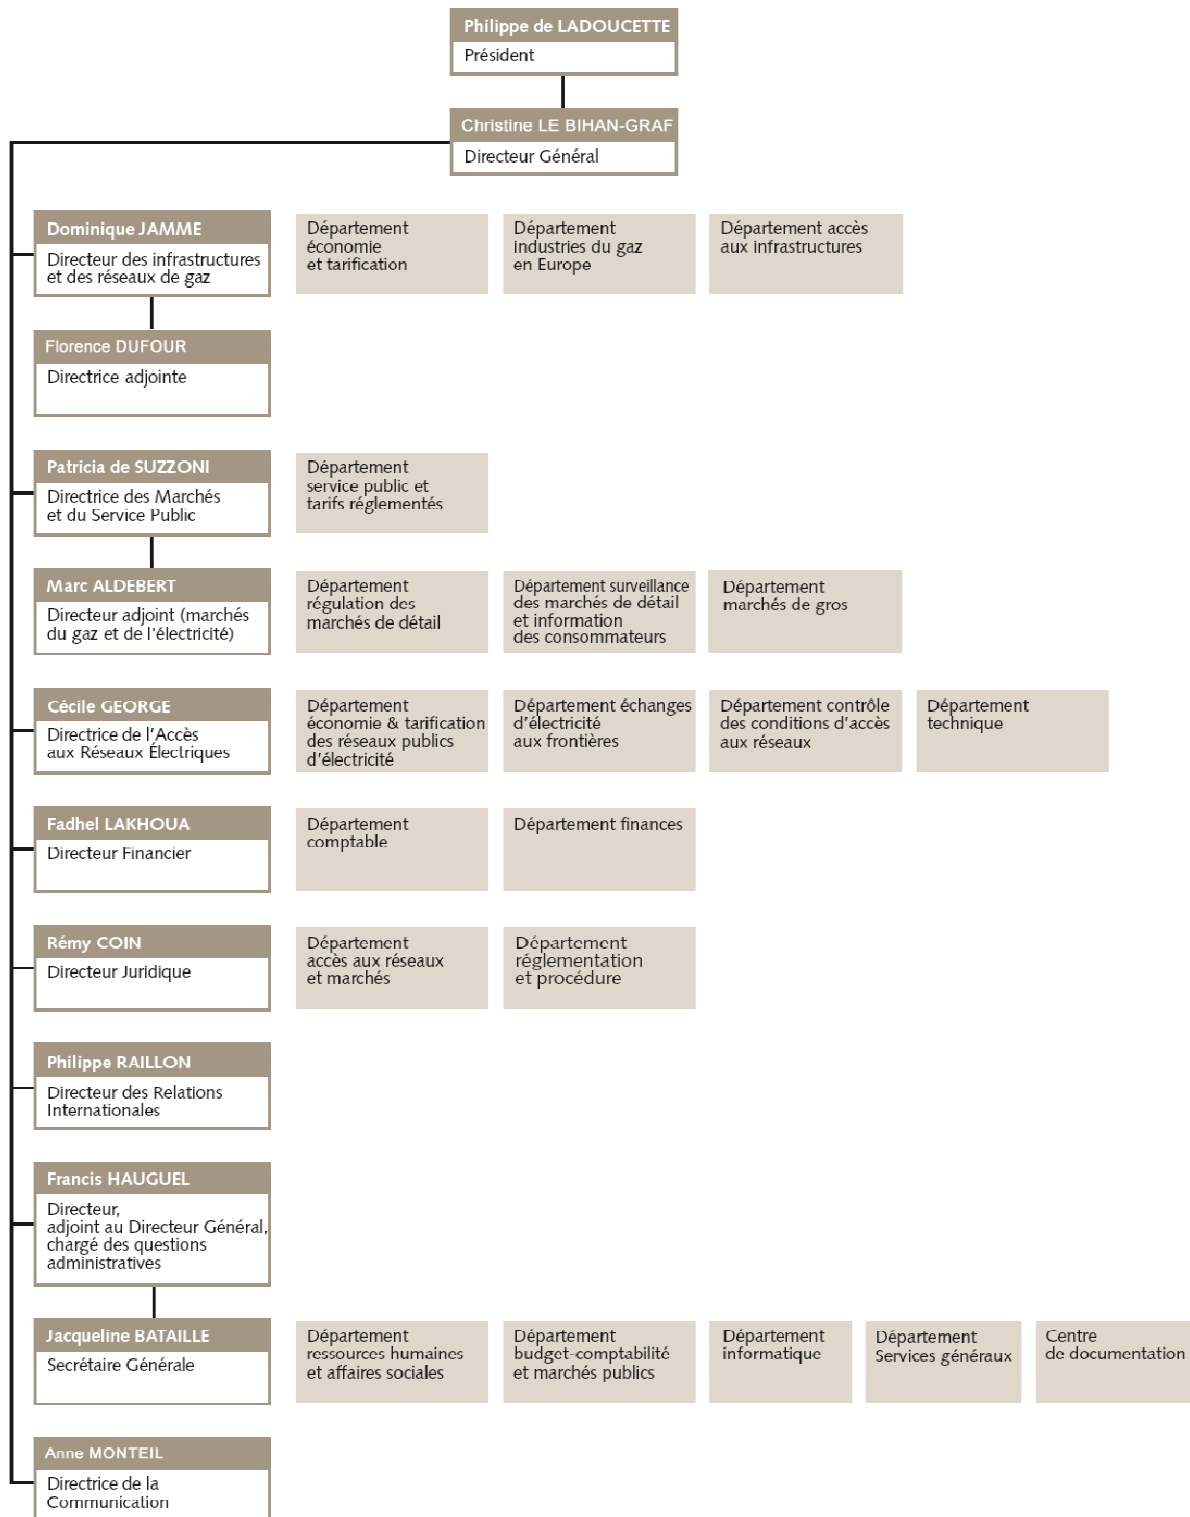 Philippe de LADOUCETTE
Président
Christine LE BIHAN-GRAF
Directeur Général
Dominique JAMME
Directeur des infrastructures
et des réseaux de gaz
Département
économie
et tarification
Département
industries du gaz
en Europe
Département accès
aux infrastructures
Florence DUFOUR
Directrice adjointe
Patricia de SUZZONI
Directrice des Marchés
et du Service Public
Département
service public et
tarifs réglementés
Marc ALDEBERT
Directeur adjoint (marchés
du gaz et de l'électricité)
Département
régulation des
marchés de détail
Département surveillance
des marchés de détail
et information
des consommateurs
Département
marchés de gros
Cécile GEORGE
Directrice de l'Accès
aux Réseaux Électriques
Département
économie & tarification
des réseaux publics
d'électricité
Département échanges
d'électricité
aux frontières
Département contrôle
des conditions d'accès
aux réseaux
Département
technique
Fadhel LAKHOUA
Directeur Financier
Département
comptable
Département finances
Rémy COIN
Directeur Juridique
Département
accès aux réseaux
et marchés
Département
réglementation
et procédure
Philippe RAILLON
Directeur des Relations
Internationales
Francis HAUGUEL
Directeur,
adjoint au Directeur Général,
chargé des questions
administratives
Jacqueline BATAILLE
Secrétaire Générale
Département
ressources humaines
et affaires sociales
Département
budget-comptabilité
et marchés publics
Département
informatique
Département
Services généraux
Centre
de documentation
Anne MONTEIL
Directrice de la
Communication